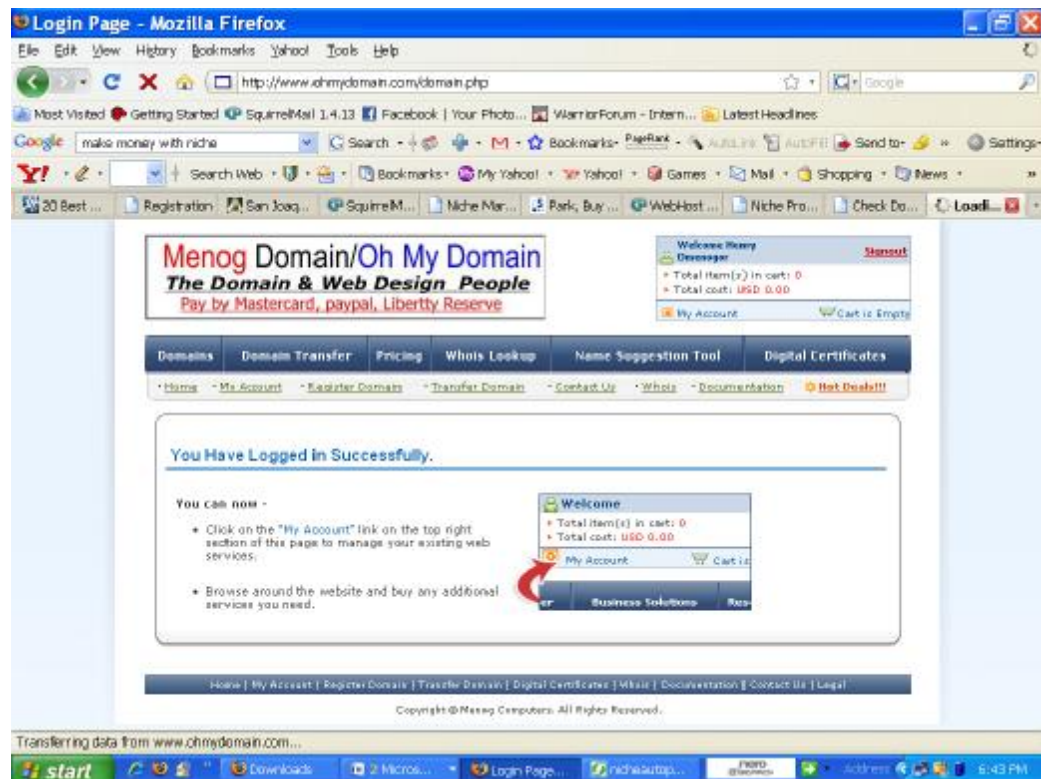 Login Page - Mozilla Firefox
File Edit View History Bookmarks Yahoo! Tools Help
http://www.ohmydomain.com/domain.php Google
Most Visited Getting Started SquirrelMail 1.4.13 Facebook | Your Photo... WarriorForum - Intern... Latest Headlines
Google make money with niche Search Bookmarks PageRank AutoLink AutoFill Send to Settings
Y! Search Web Bookmarks My Yahoo! Yahoo! Games Mail Shopping News
20 Best ... Registration San Joaq... SquirrelM... Niche Mar... Park, Buy ... WebHost ... Niche Pro... Check Do... Loadi...
Menog Domain/Oh My Domain
The Domain & Web Design People
Pay by Mastercard, paypal, Libertty Reserve
Welcome Henry Signout
Total item(s) in cart: 0
Total cost: USD 0.00
My Account Cart is Empty
Domains Domain Transfer Pricing Whois Lookup Name Suggestion Tool Digital Certificates
Home My Account Register Domain Transfer Domain Contact Us Whois Documentation Hot Deals!!!
You Have Logged in Successfully.
You can now -
Click on the "My Account" link on the top right
section of this page to manage your existing web
services.
Browse around the website and buy any additional
services you need.
Welcome
Total item(s) in cart: 0
Total cost: USD 0.00
My Account Cart is
er Business Solutions Res
Home | My Account | Register Domain | Transfer Domain | Digital Certificates | Whois | Documentation | Contact Us | Legal
Copyright © Menog Computers. All Rights Reserved.
Transferring data from www.ohmydomain.com...
start Downloads 2 Micros... Login Page... nicheautop... nero Address 6:43 PM